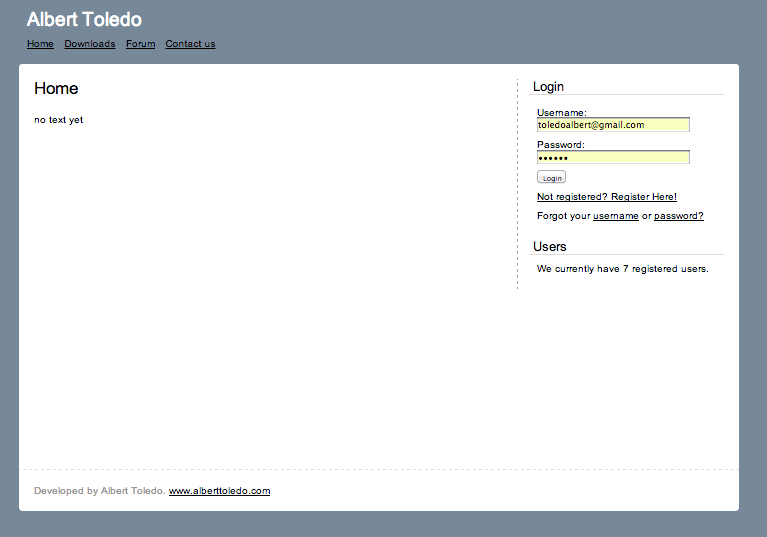 Albert Toledo
Home Downloads Forum Contact us
Home
no text yet
Login
Username:
toledoalbert@gmail.com
Password:
••••••
Login
Not registered? Register Here!
Forgot your username or password?
Users
We currently have 7 registered users.
Developed by Albert Toledo. www.alberttoledo.com